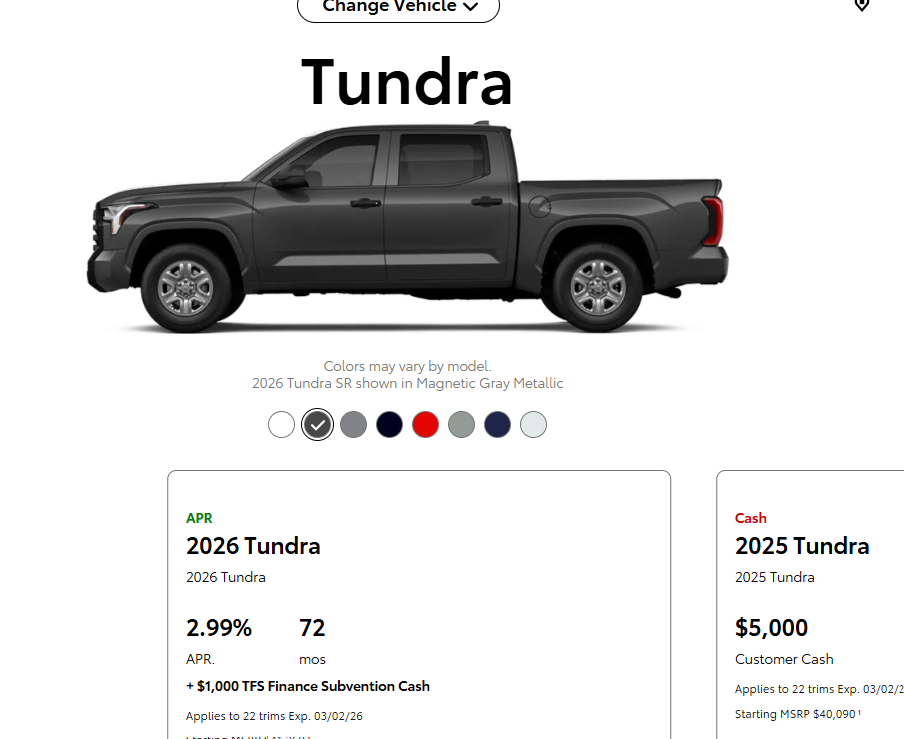 Change Vehicle
Tundra
Colors may vary by model.
2026 Tundra SR shown in Magnetic Gray Metallic
APR
2026 Tundra
2026 Tundra
2.99% 72
APR. mos
+ $1,000 TFS Finance Subvention Cash
Applies to 22 trims Exp. 03/02/26
Cash
2025 Tundra
2025 Tundra
$5,000
Customer Cash
Applies to 22 trims Exp. 03/02/2
Starting MSRP $40,090¹